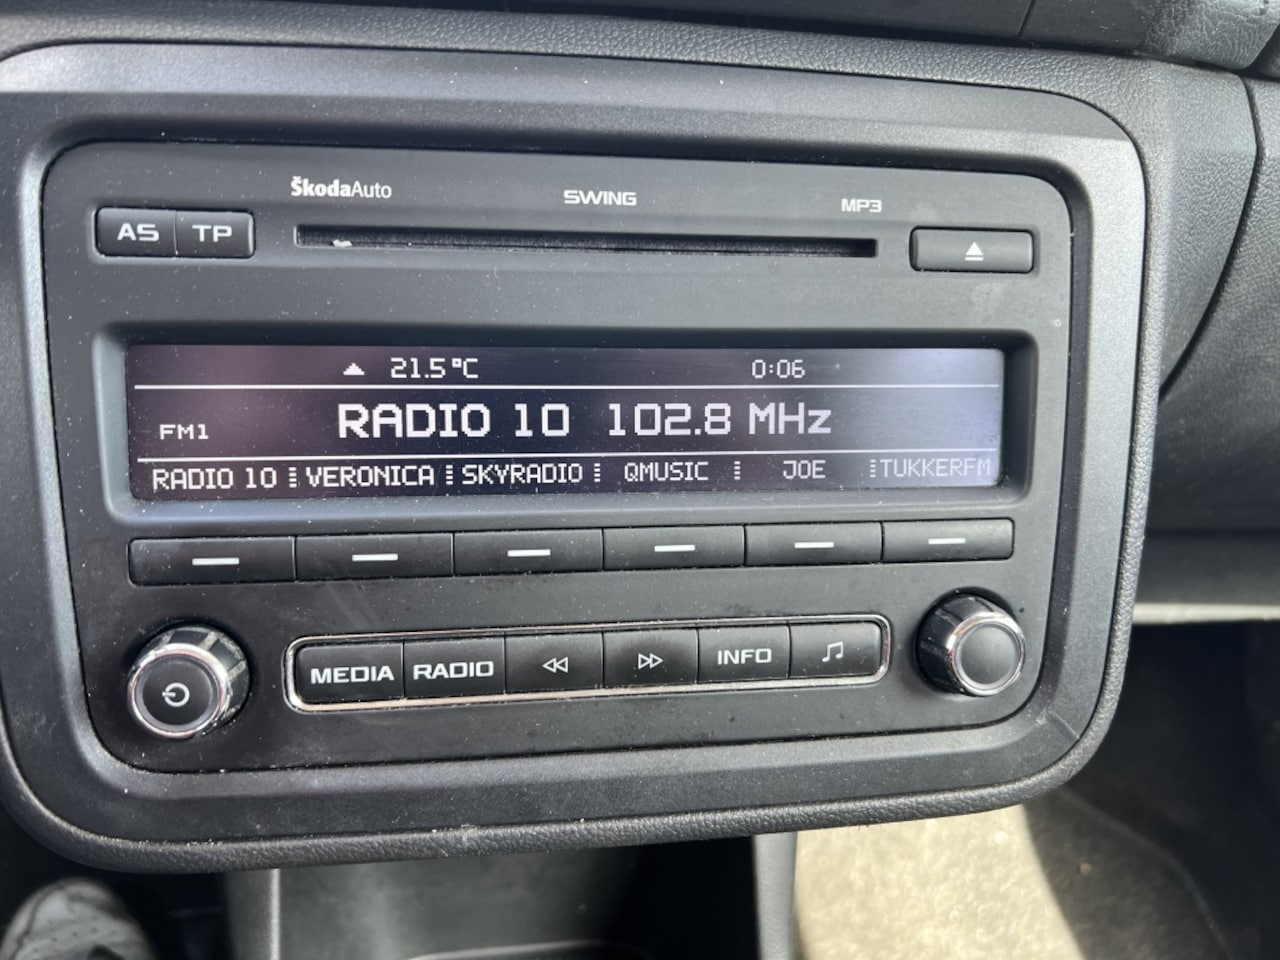 ŠkodaAuto SWING MP3
AS TP
21.5°C 0:06
FM1 RADIO 10 102.8 MHz
RADIO 10 VERONICA SKYRADIO QMUSIC JOE TUKKERFM
MEDIA RADIO INFO